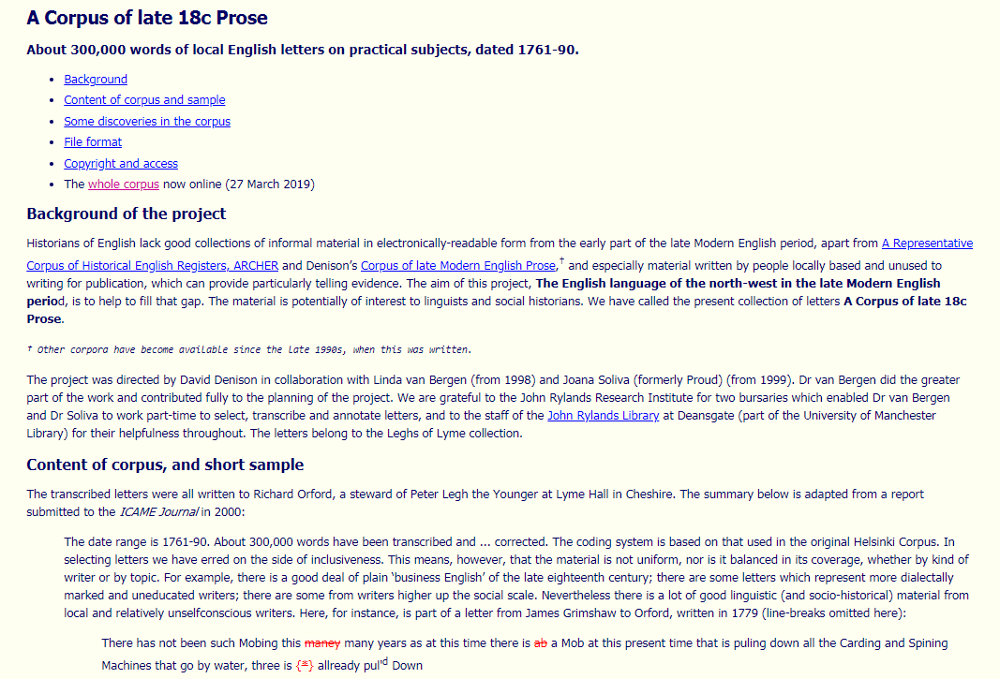 A Corpus of late 18c Prose
About 300,000 words of local English letters on practical subjects, dated 1761-90.
• Background
• Content of corpus and sample
• Some discoveries in the corpus
• File format
• Copyright and access
• The whole corpus now online (27 March 2019)
Background of the project
Historians of English lack good collections of informal material in electronically-readable form from the early part of the late Modern English period, apart from A Representative
Corpus of Historical English Registers, ARCHER and Denison's Corpus of late Modern English Prose,† and especially material written by people locally based and unused to
writing for publication, which can provide particularly telling evidence. The aim of this project, The English language of the north-west in the late Modern English
period, is to help to fill that gap. The material is potentially of interest to linguists and social historians. We have called the present collection of letters A Corpus of late 18c
Prose.
† Other corpora have become available since the late 1990s, when this was written.
The project was directed by David Denison in collaboration with Linda van Bergen (from 1998) and Joana Soliva (formerly Proud) (from 1999). Dr van Bergen did the greater
part of the work and contributed fully to the planning of the project. We are grateful to the John Rylands Research Institute for two bursaries which enabled Dr van Bergen
and Dr Soliva to work part-time to select, transcribe and annotate letters, and to the staff of the John Rylands Library at Deansgate (part of the University of Manchester
Library) for their helpfulness throughout. The letters belong to the Leghs of Lyme collection.
Content of corpus, and short sample
The transcribed letters were all written to Richard Orford, a steward of Peter Legh the Younger at Lyme Hall in Cheshire. The summary below is adapted from a report
submitted to the ICAME Journal in 2000:
The date range is 1761-90. About 300,000 words have been transcribed and ... corrected. The coding system is based on that used in the original Helsinki Corpus. In
selecting letters we have erred on the side of inclusiveness. This means, however, that the material is not uniform, nor is it balanced in its coverage, whether by kind of
writer or by topic. For example, there is a good deal of plain 'business English' of the late eighteenth century; there are some letters which represent more dialectally
marked and uneducated writers; there are some from writers higher up the social scale. Nevertheless there is a lot of good linguistic (and socio-historical) material from
local and relatively unselfconscious writers. Here, for instance, is part of a letter from James Grimshaw to Orford, written in 1779 (line-breaks omitted here):
There has not been such Mobing this maney many years as at this time there is ab a Mob at this present time that is puling down all the Carding and Spining
Machines that go by water, three is {*} allready pul'd Down